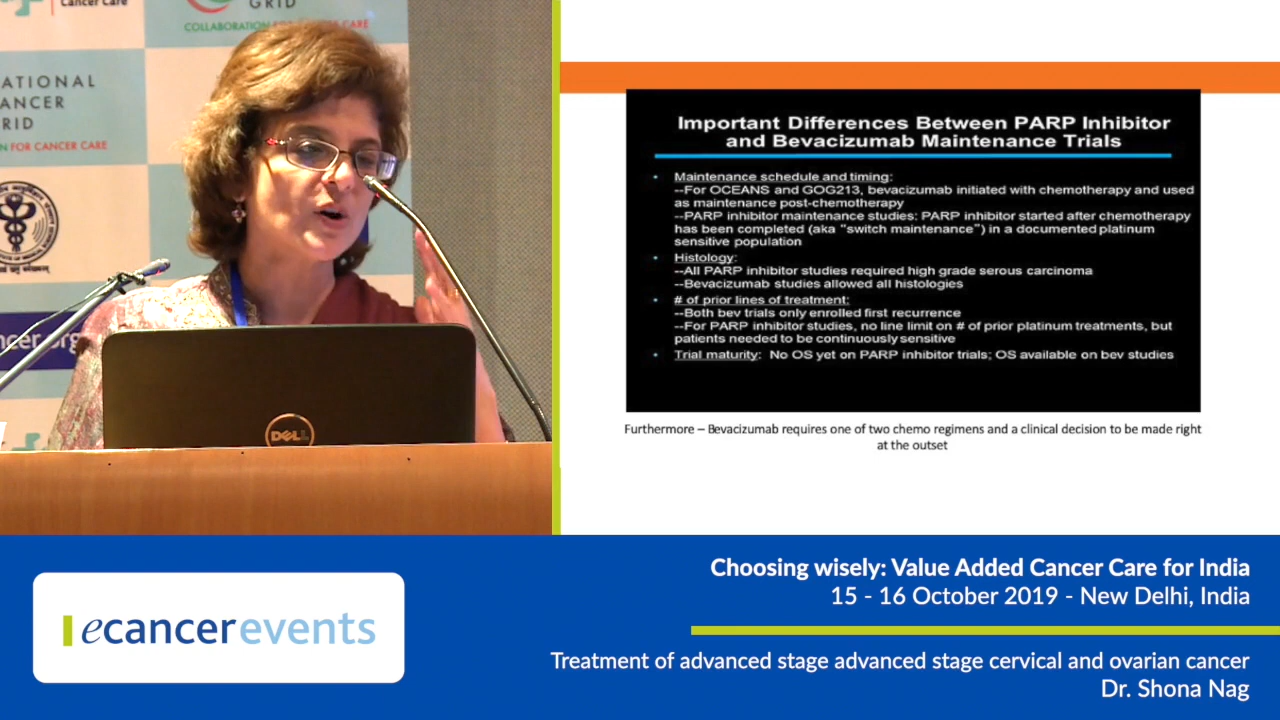 Cancer Care
GRID
COLLABORATION FOR CANCER CARE
ATIONAL
ANCER
RID
N FOR CANCER CARE
ncer.org
DELL
Important Differences Between PARP Inhibitor
and Bevacizumab Maintenance Trials
• Maintenance schedule and timing:
--For OCEANS and GOG213, bevacizumab initiated with chemotherapy and used
as maintenance post-chemotherapy
--PARP inhibitor maintenance studies: PARP inhibitor started after chemotherapy
has been completed (aka "switch maintenance") in a documented platinum
sensitive population
• Histology:
--All PARP inhibitor studies required high grade serous carcinoma
--Bevacizumab studies allowed all histologies
• # of prior lines of treatment:
--Both bev trials only enrolled first recurrence
--For PARP inhibitor studies, no line limit on # of prior platinum treatments, but
patients needed to be continuously sensitive
• Trial maturity: No OS yet on PARP inhibitor trials; OS available on bev studies
Furthermore – Bevacizumab requires one of two chemo regimens and a clinical decision to be made right
at the outset
ecancerevents
Choosing wisely: Value Added Cancer Care for India
15 - 16 October 2019 - New Delhi, India
Treatment of advanced stage advanced stage cervical and ovarian cancer
Dr. Shona Nag